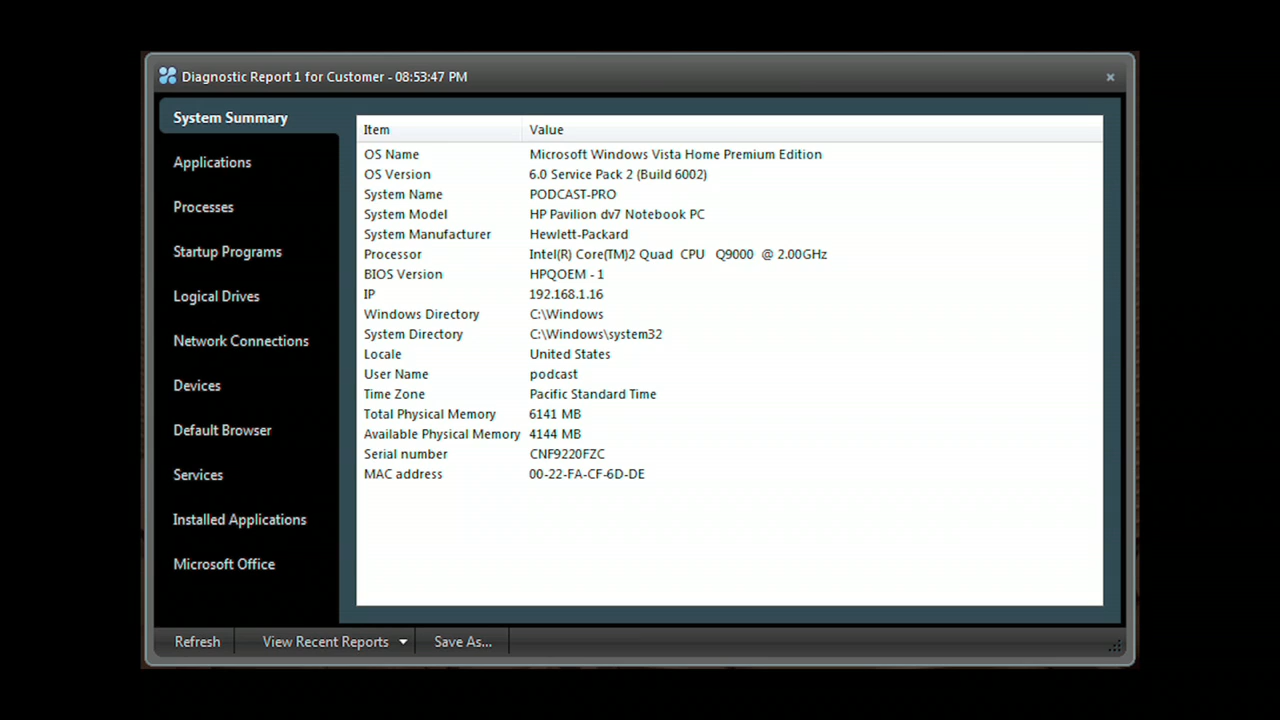 Diagnostic Report 1 for Customer - 08:53:47 PM
System Summary
Applications
Processes
Startup Programs
Logical Drives
Network Connections
Devices
Default Browser
Services
Installed Applications
Microsoft Office
Item Value
OS Name Microsoft Windows Vista Home Premium Edition
OS Version 6.0 Service Pack 2 (Build 6002)
System Name PODCAST-PRO
System Model HP Pavilion dv7 Notebook PC
System Manufacturer Hewlett-Packard
Processor Intel(R) Core(TM)2 Quad CPU Q9000 @ 2.00GHz
BIOS Version HPQOEM - 1
IP 192.168.1.16
Windows Directory C:\Windows
System Directory C:\Windows\system32
Locale United States
User Name podcast
Time Zone Pacific Standard Time
Total Physical Memory 6141 MB
Available Physical Memory 4144 MB
Serial number CNF9220FZC
MAC address 00-22-FA-CF-6D-DE
Refresh View Recent Reports Save As...